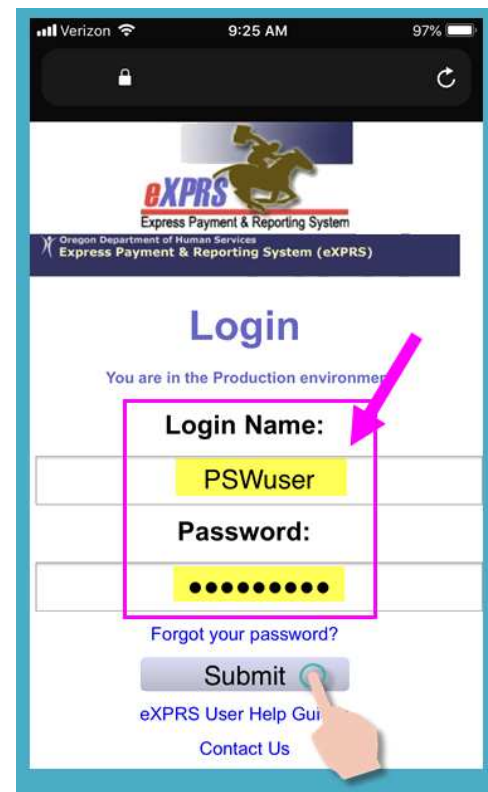 Verizon 9:25 AM 97%
eXPRS
Express Payment & Reporting System
Oregon Department of Human Services
Express Payment & Reporting System (eXPRS)
Login
You are in the Production
Login Name:
PSWuser
Password:
●●●●●●●●●
Forgot your password?
Submit
eXPRS User Help
Contact Us